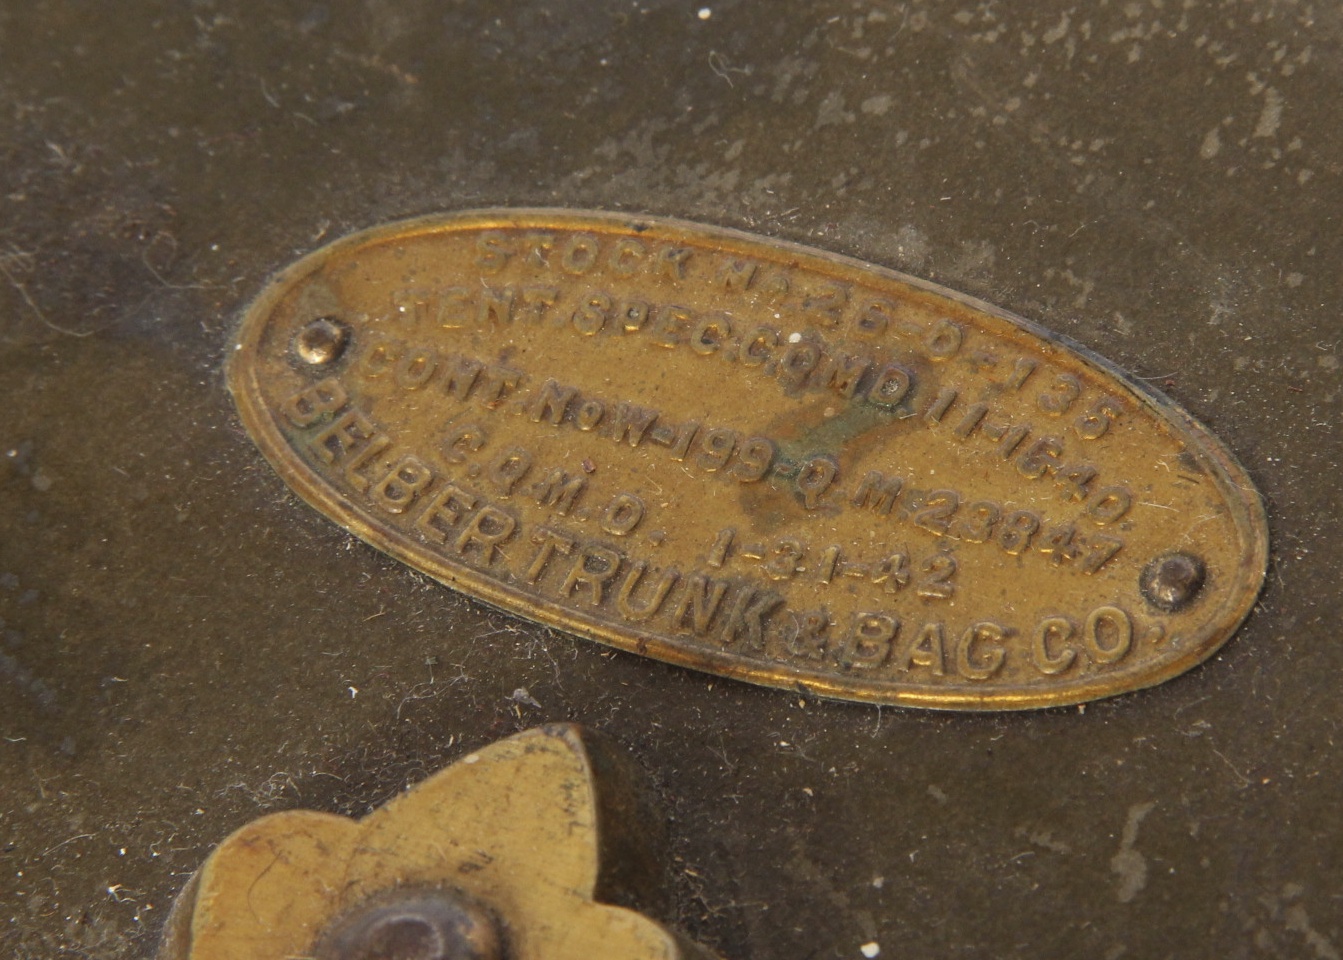 STOCK No. 26-D-135
TENT. SPEC. C.Q.M.D. 11-16-40.
CONT. No W-199-Q.M-23847
C.Q.M.D. 1-31-42
BELBER TRUNK & BAG CO.